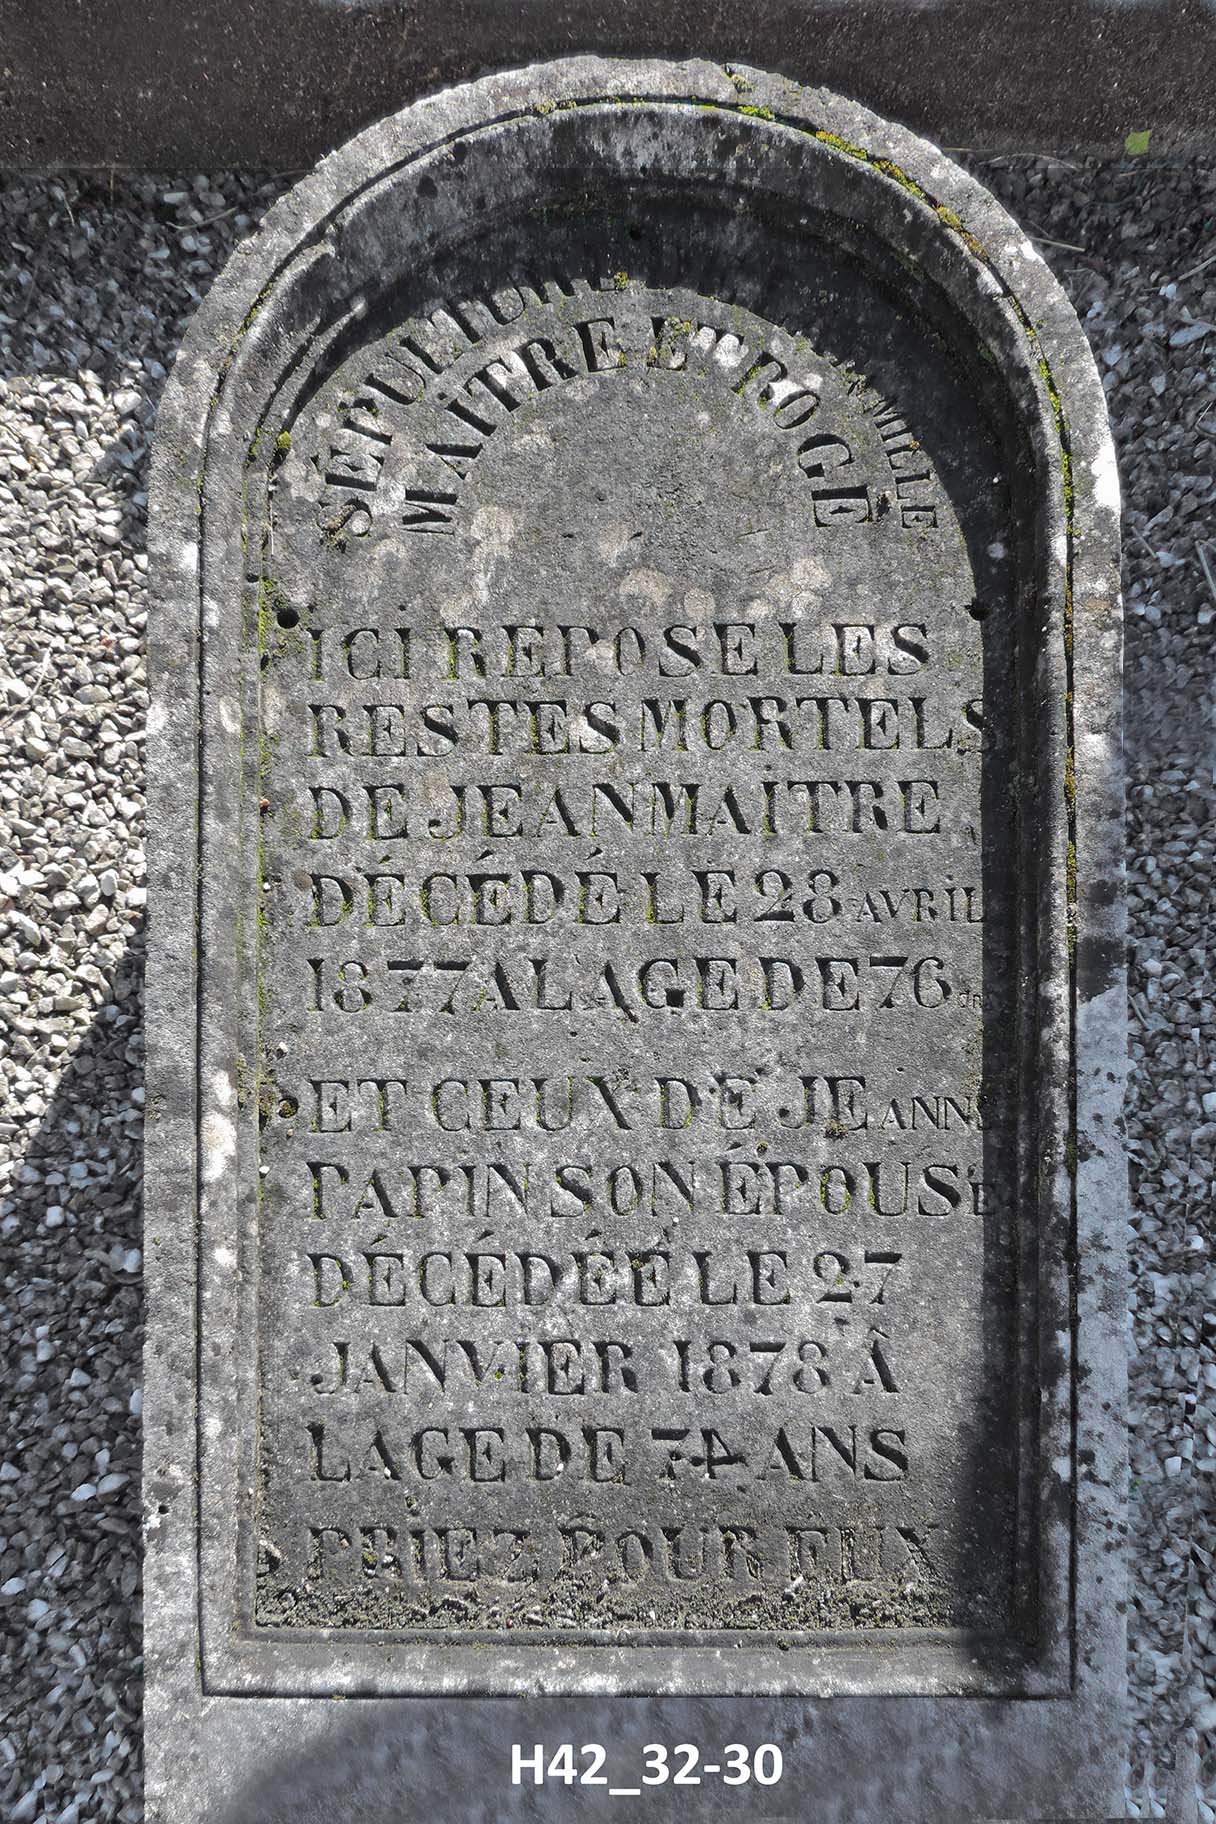 SÉPULTURE FAMILLE
MAITRE ET ROGÉ
ICI REPOSE LES
RESTES MORTELS
DE JEAN MAITRE
DÉCÉDÉ LE 28 AVRIL
1877 A LAGE DE 76
ET CEUX DE JEANNE
PAPIN SON ÉPOUSE
DÉCÉDÉE LE 27
JANVIER 1878 Â
LAGE DE 74 ANS
PRIEZ POUR EUX
H42_32-30